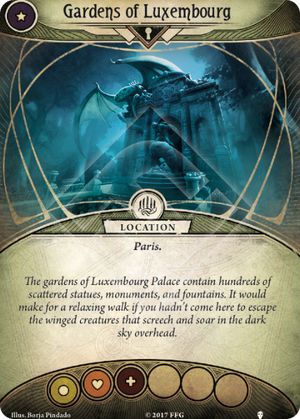 Gardens of Luxembourg
LOCATION
Paris.
The gardens of Luxembourg Palace contain hundreds of
scattered statues, monuments, and fountains. It would
make for a relaxing walk if you hadn't come here to escape
the winged creatures that screech and soar in the dark
sky overhead.
Illus. Borja Pindado
© 2017 FFG